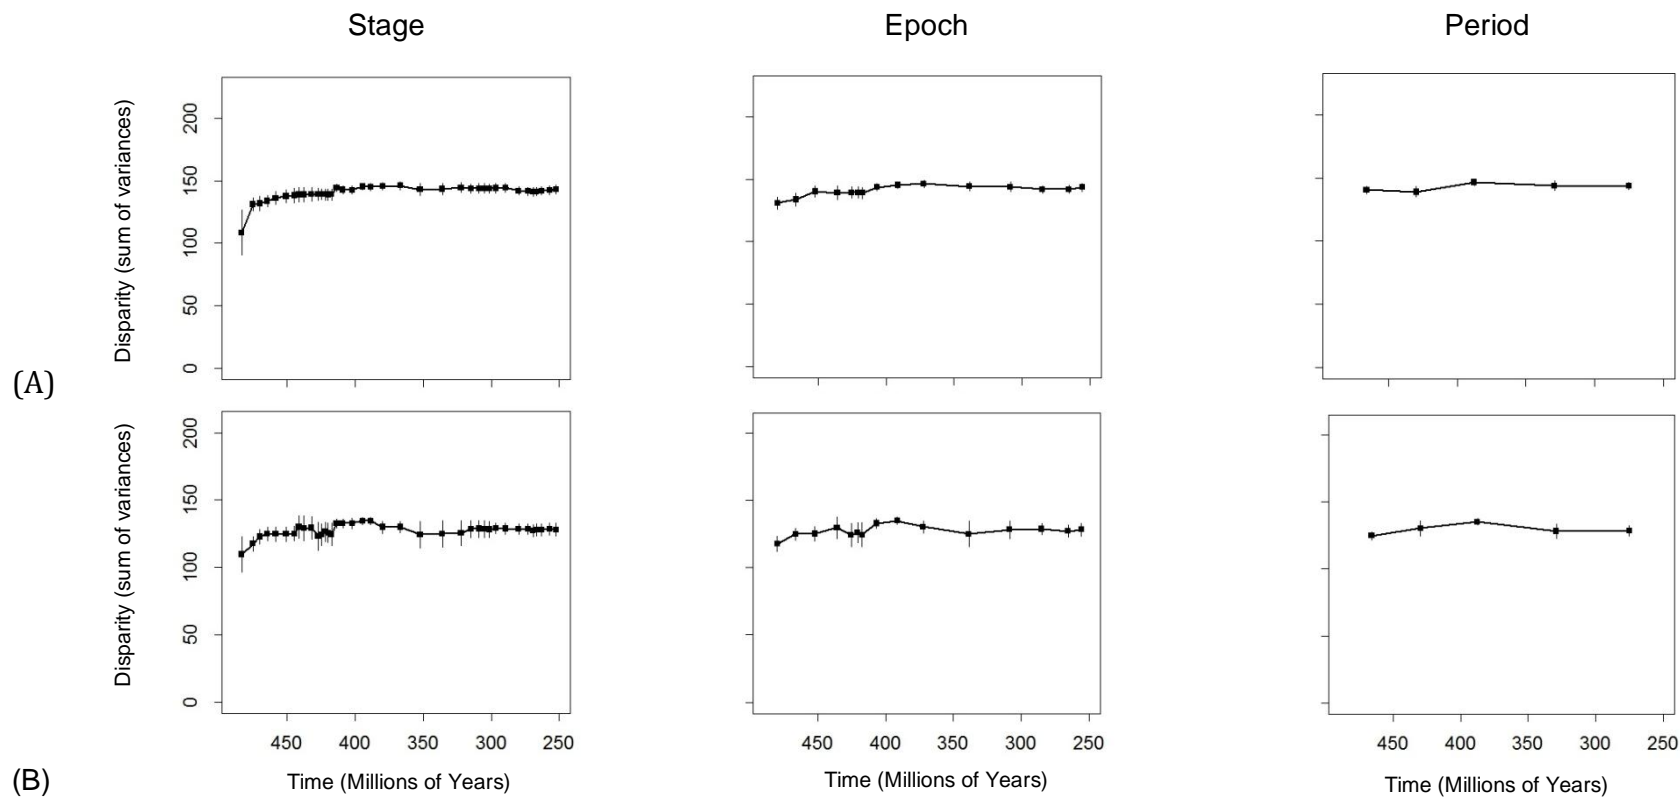 Stage
Epoch
Period
Disparity (sum of variances)
200
150
100
50
0
(A)
Disparity (sum of variances)
200
150
100
50
0
450 400 350 300 250
450 400 350 300 250
450 400 350 300 250
Time (Millions of Years)
Time (Millions of Years)
Time (Millions of Years)
(B)